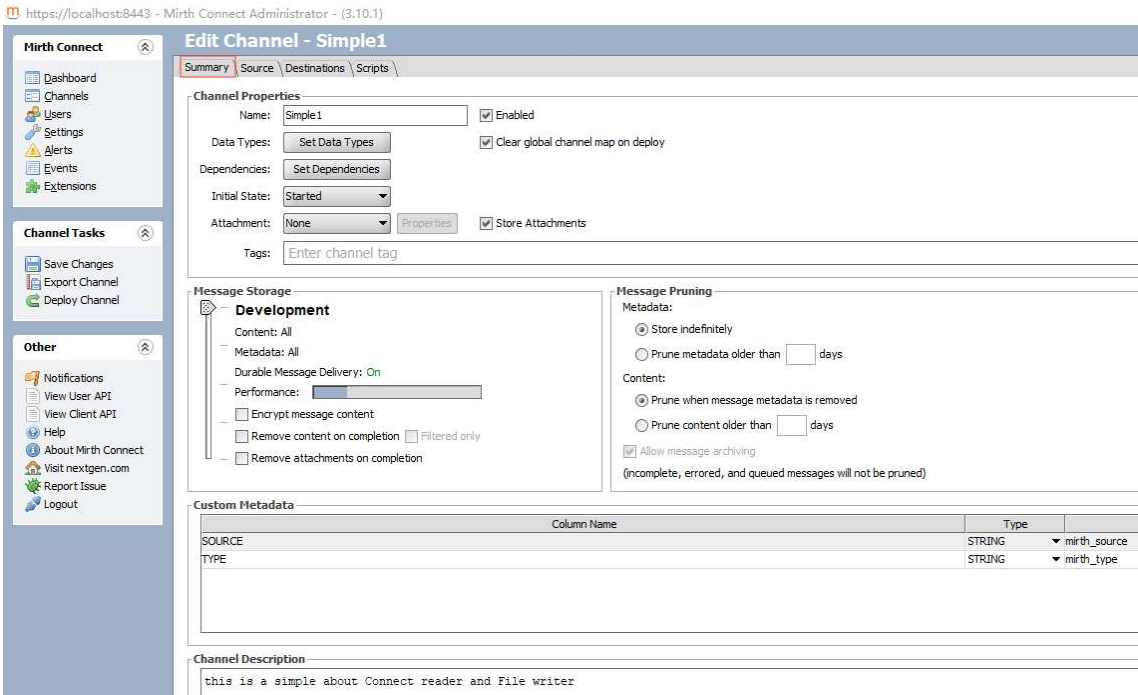 https://localhost:8443 - Mirth Connect Administrator - (3.10.1)
Mirth Connect
Dashboard
Channels
Users
Settings
Alerts
Events
Extensions
Channel Tasks
Save Changes
Export Channel
Deploy Channel
Other
Notifications
View User API
View Client API
Help
About Mirth Connect
Visit nextgen.com
Report Issue
Logout
Edit Channel - Simple1
Summary Source Destinations Scripts
Channel Properties
Name: Simple1 Enabled
Data Types: Set Data Types Clear global channel map on deploy
Dependencies: Set Dependencies
Initial State: Started
Attachment: None Properties Store Attachments
Tags: Enter channel tag
Message Storage
Development
Content: All
Metadata: All
Durable Message Delivery: On
Performance:
Encrypt message content
Remove content on completion Filtered only
Remove attachments on completion
Message Pruning
Metadata:
Store indefinitely
Prune metadata older than days
Content:
Prune when message metadata is removed
Prune content older than days
Allow message archiving
(incomplete, errored, and queued messages will not be pruned)
Custom Metadata
Column Name Type
SOURCE STRING mirth_source
TYPE STRING mirth_type
Channel Description
this is a simple about Connect reader and File writer